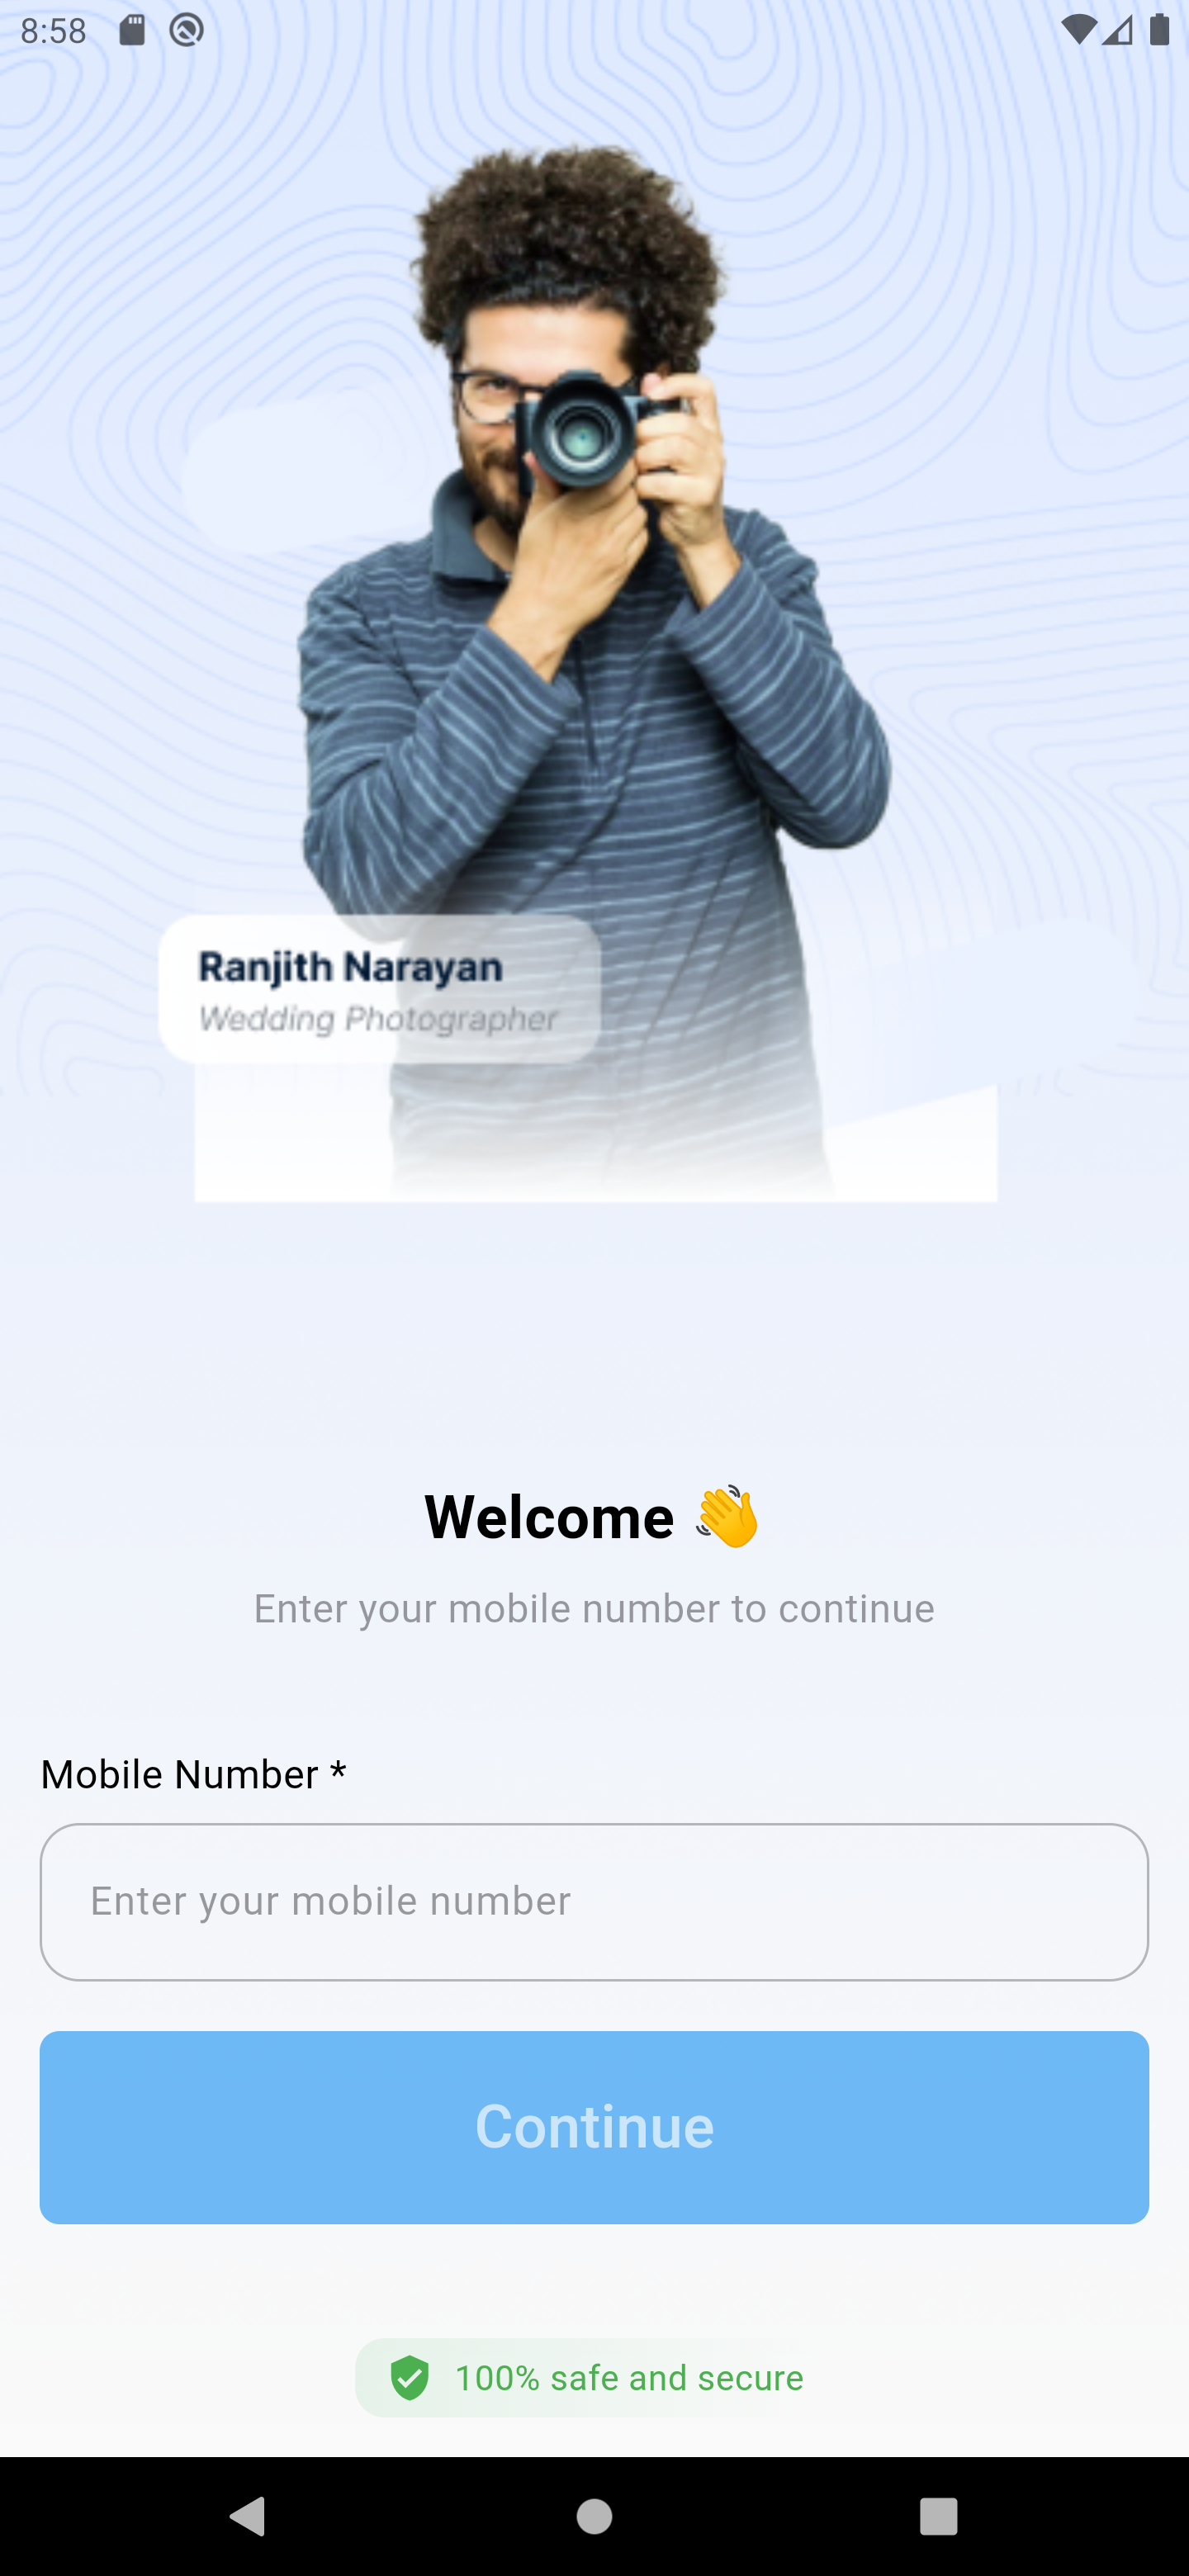 8:58
Ranjith Narayan
Wedding Photographer
Welcome 👋
Enter your mobile number to continue
Mobile Number *
Enter your mobile number
Continue
100% safe and secure